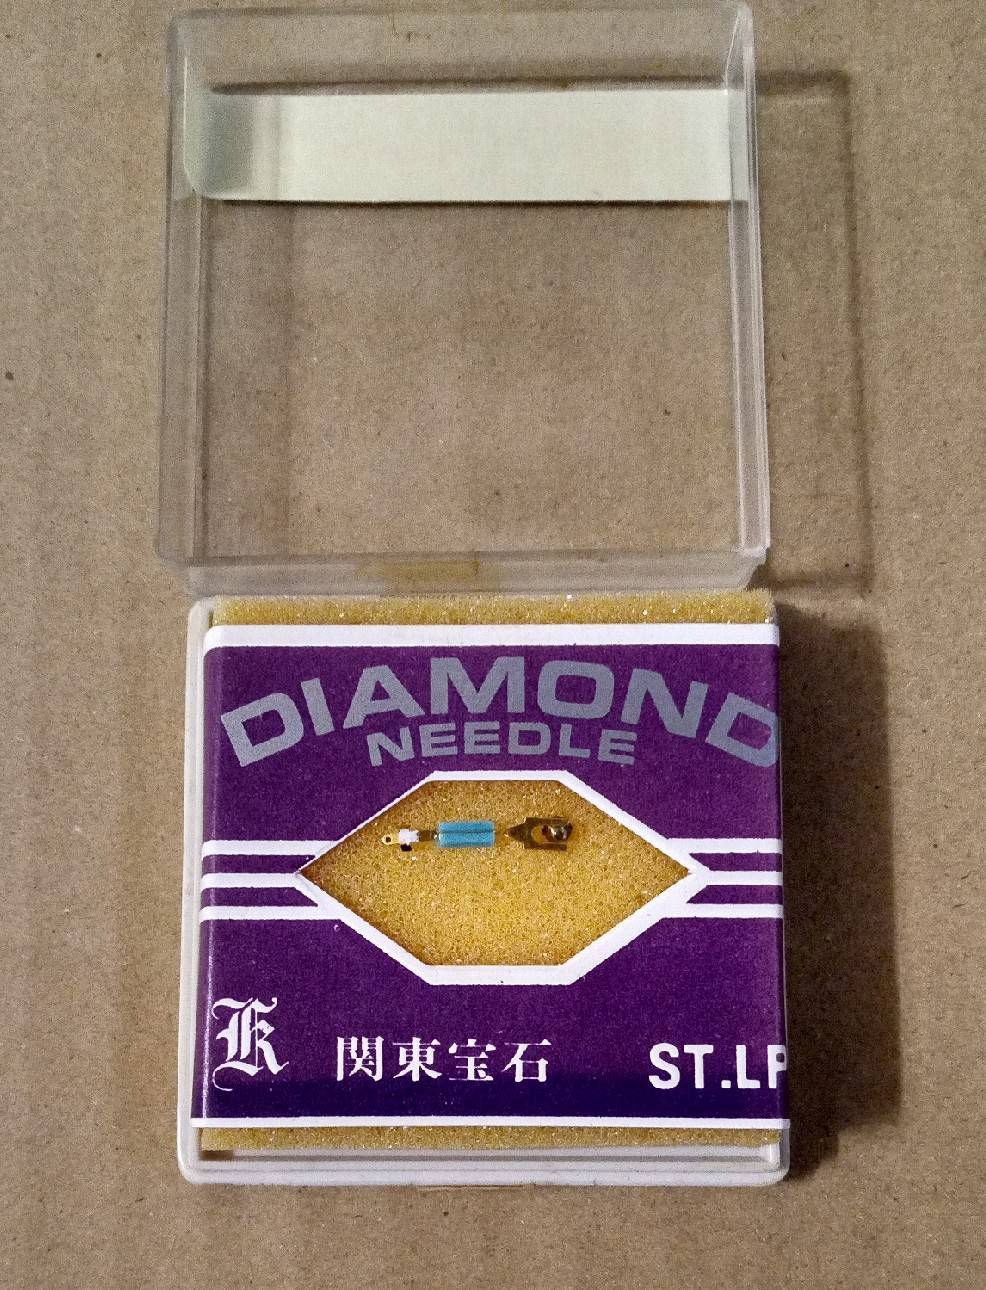 DIAMOND
NEEDLE
K 関東宝石 ST.LP